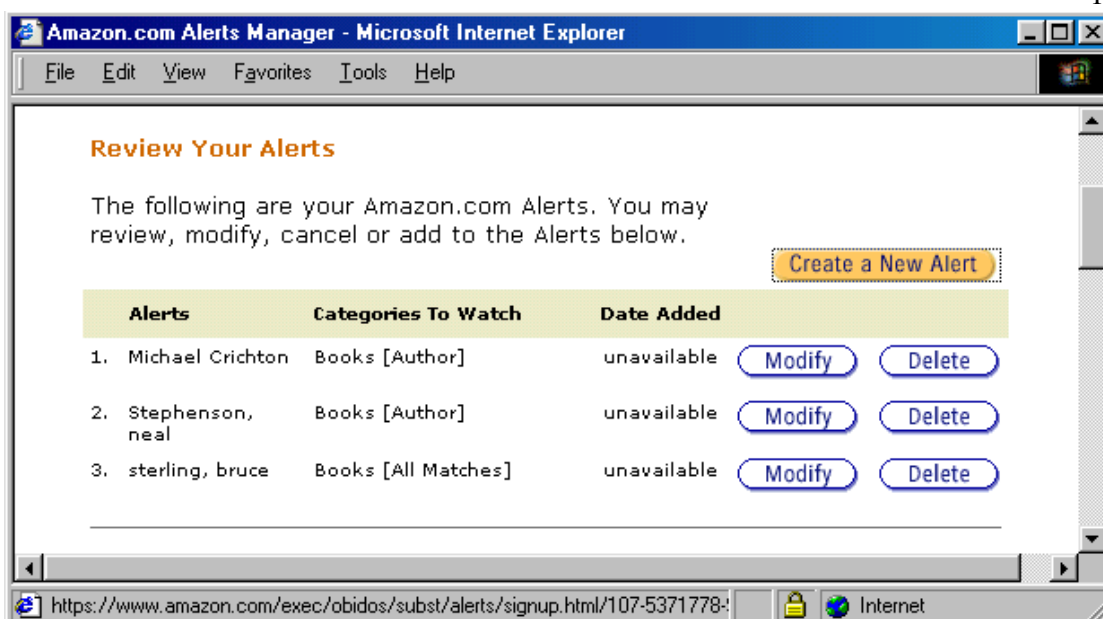 Amazon.com Alerts Manager - Microsoft Internet Explorer
File Edit View Favorites Tools Help
Review Your Alerts
The following are your Amazon.com Alerts. You may
review, modify, cancel or add to the Alerts below.
Create a New Alert
Alerts Categories To Watch Date Added
1. Michael Crichton Books [Author] unavailable Modify Delete
2. Stephenson, Books [Author] unavailable Modify Delete
neal
3. sterling, bruce Books [All Matches] unavailable Modify Delete
https://www.amazon.com/exec/obidos/subst/alerts/signup.html/107-5371778- Internet